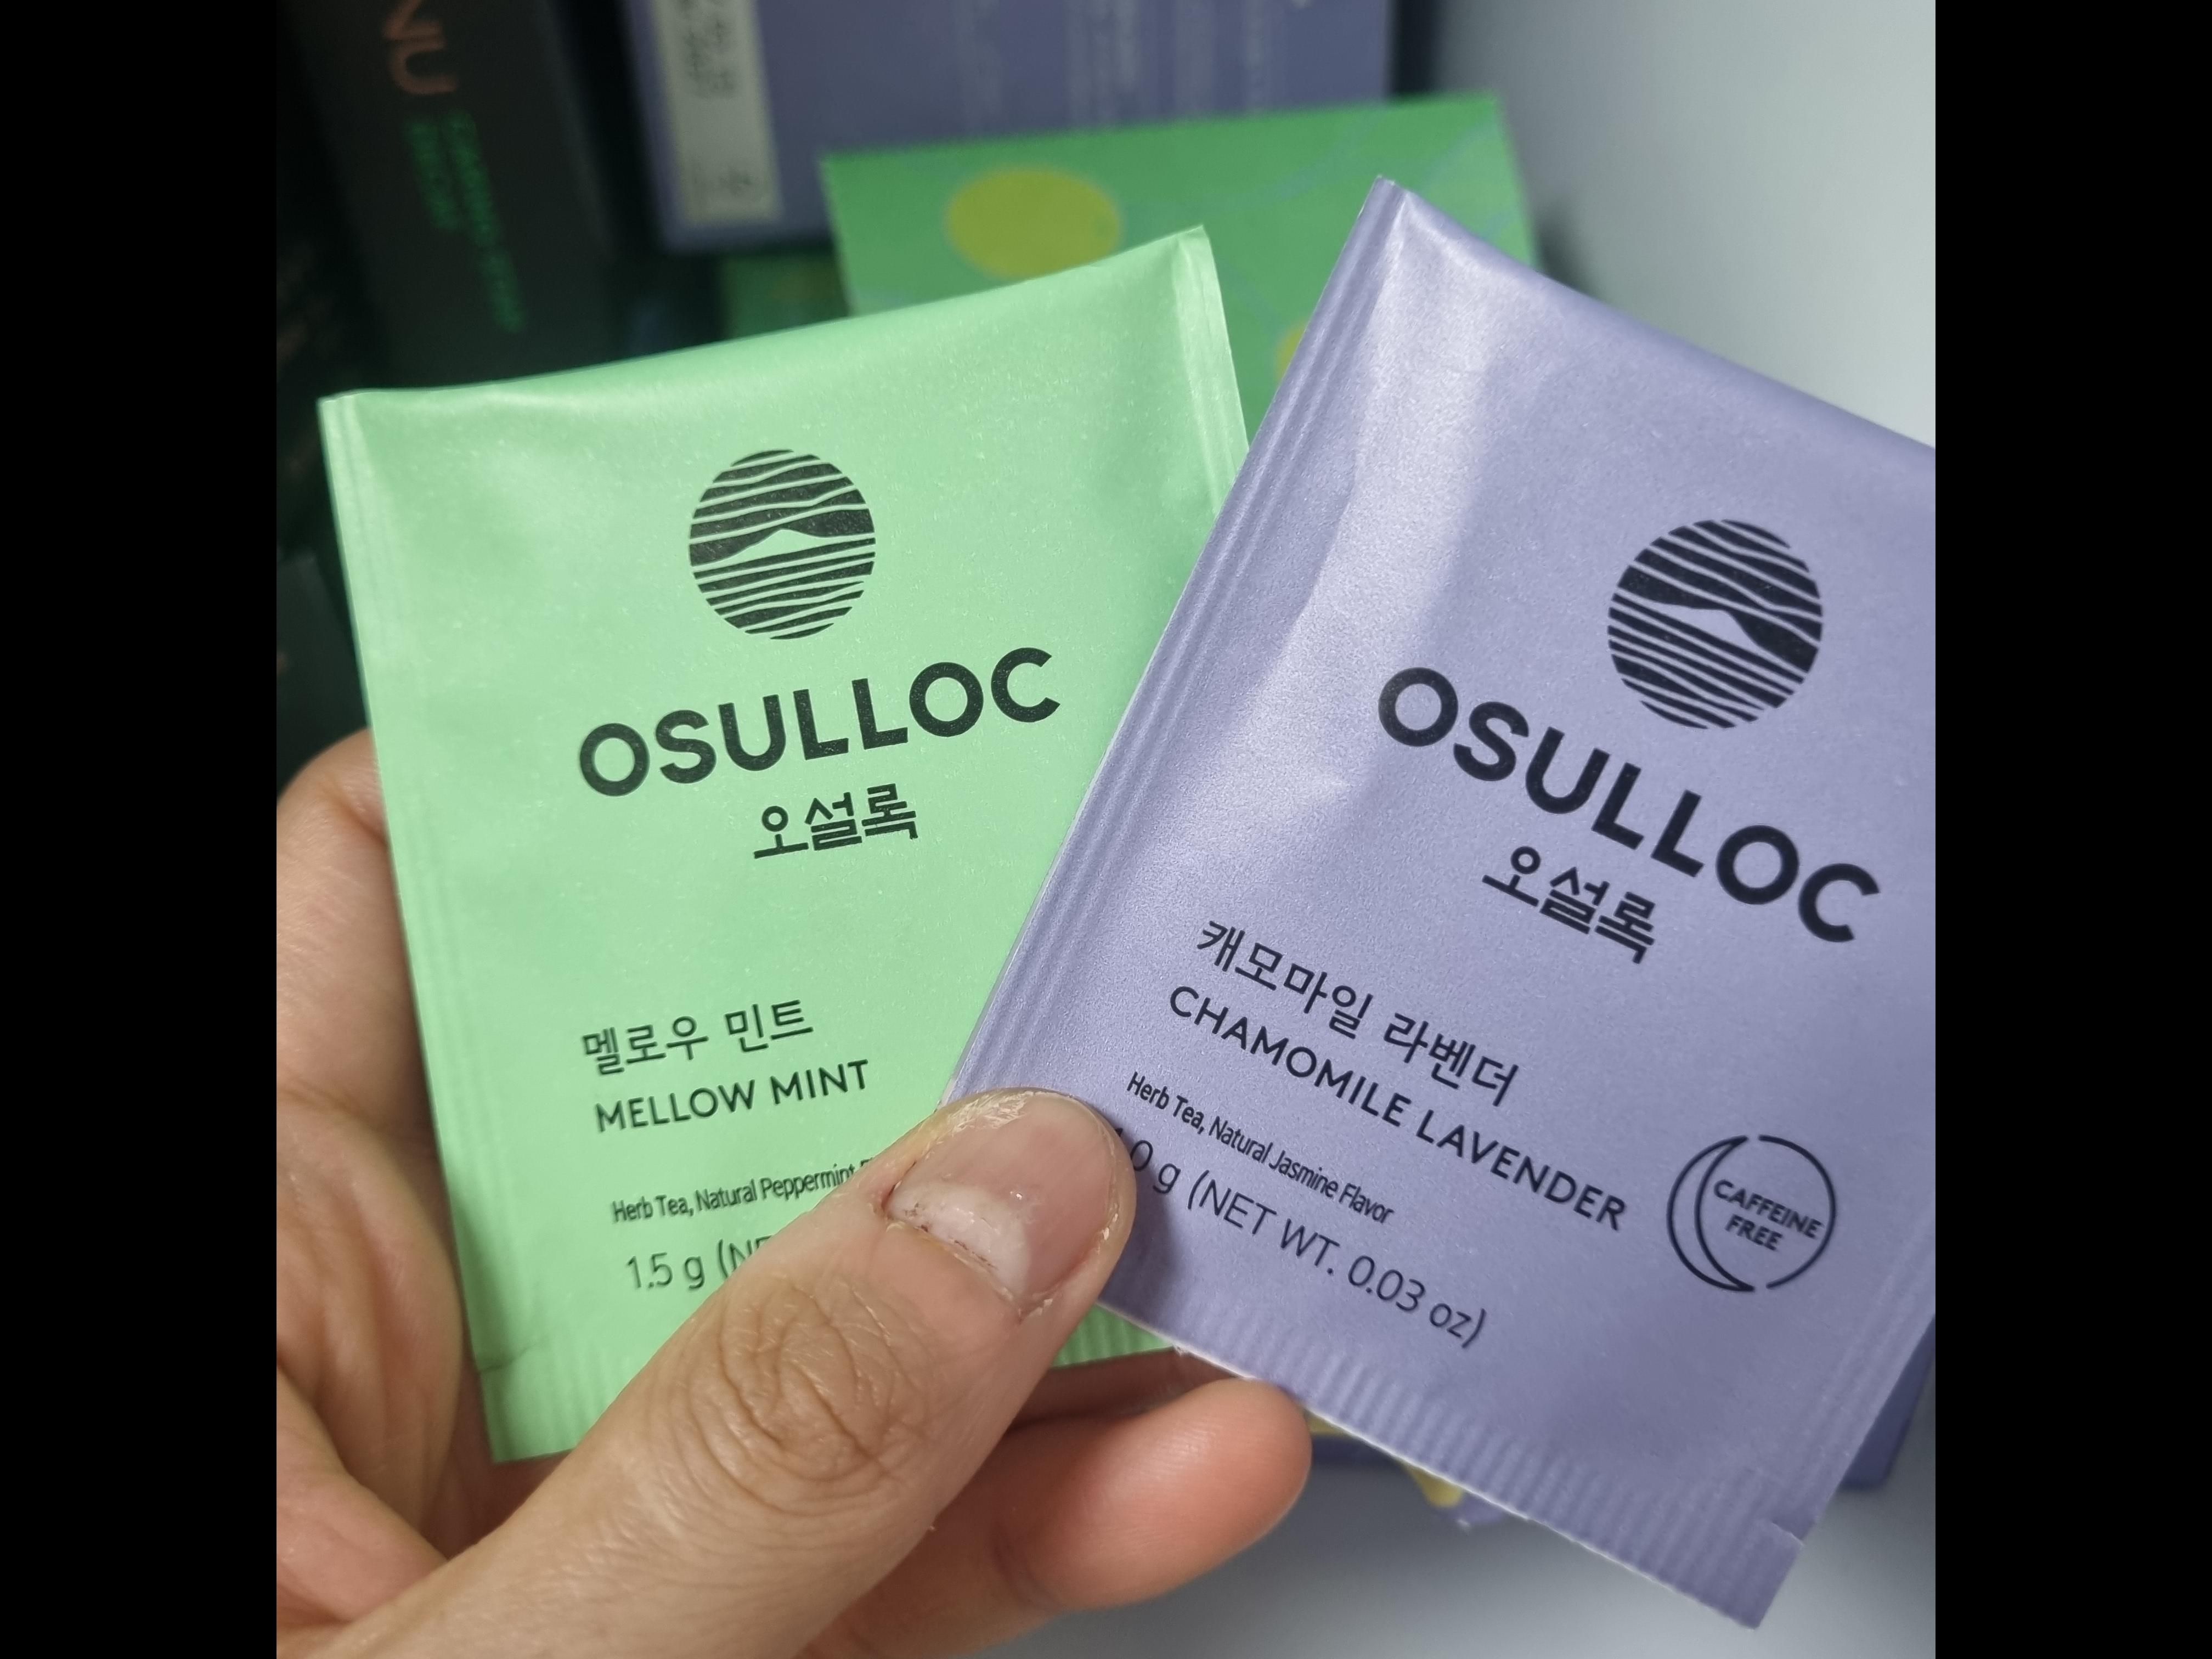 NU
OSULLOC
오설록
멜로우 민트
MELLOW MINT
Herb Tea, Natural Peppermint
1.5 g
OSULLOC
오설록
캐모마일 라벤더
CHAMOMILE LAVENDER
Herb Tea, Natural Jasmine Flavor
0 g (NET WT. 0.03 oz)
CAFFEINE
FREE